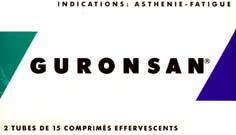 INDICATIONS: ASTHENIE-FATIGUE
GURONSAN®
2 TUBES DE 15 COMPRIMÉS EFFERVESCENTS